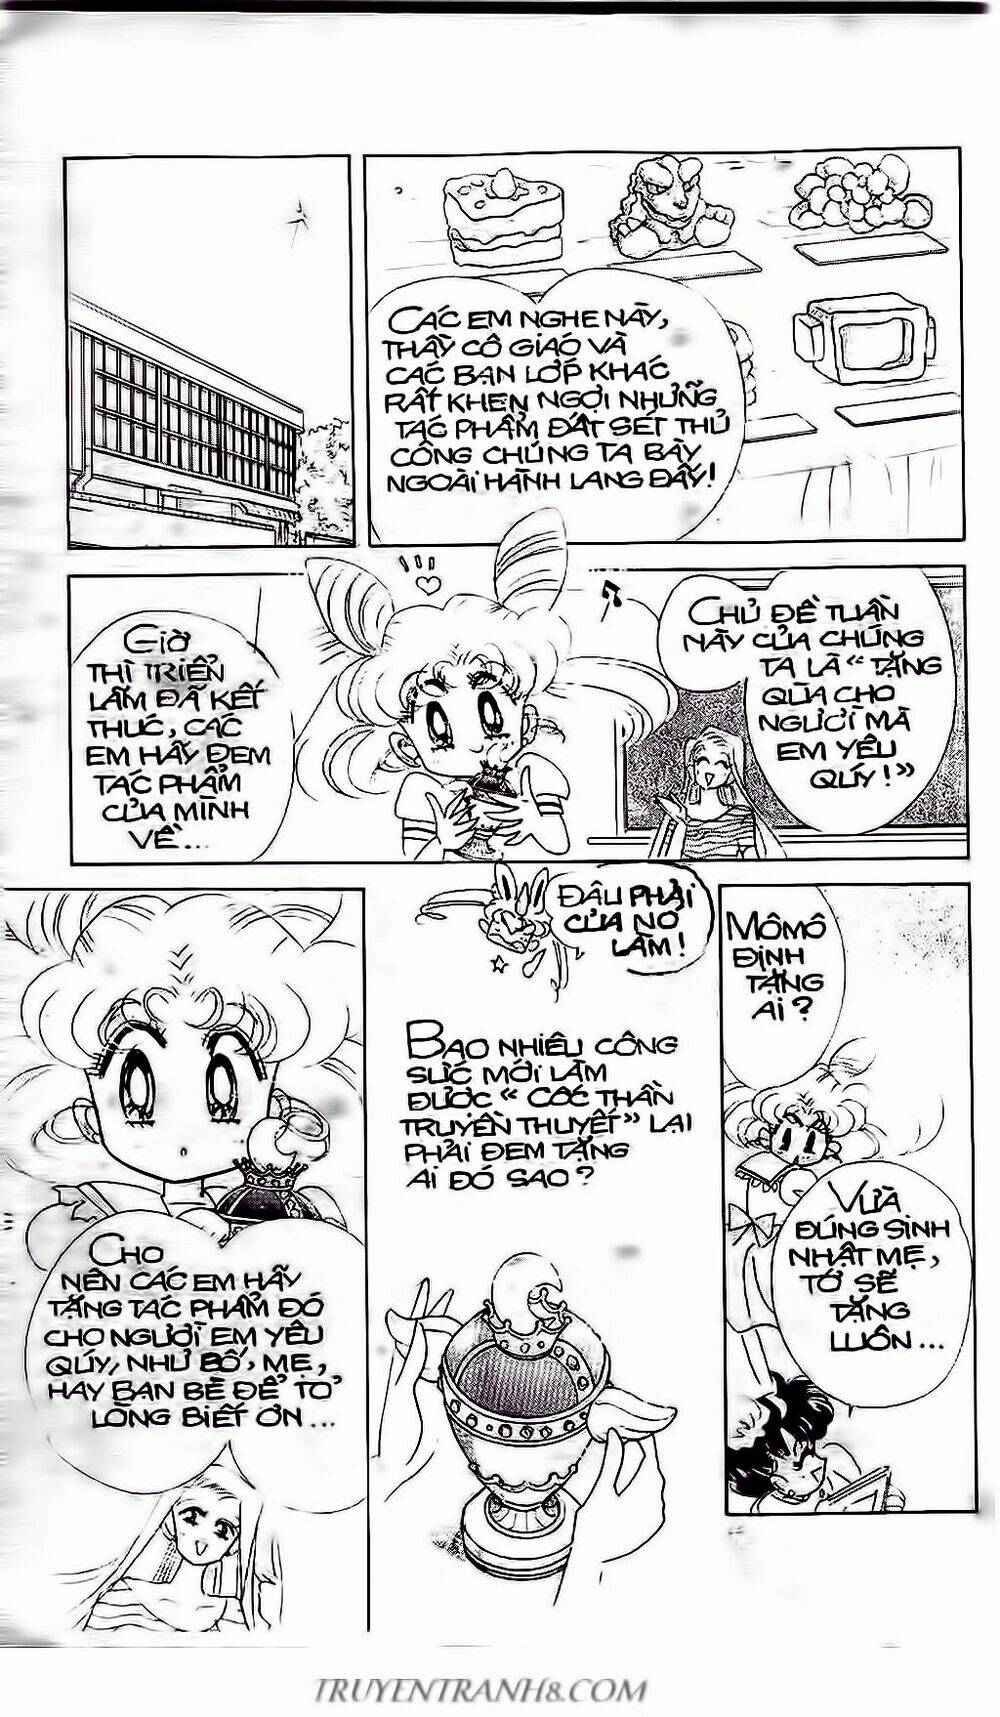 CÁC EM NGHE NÀY,
THẦY CÔ GIÁO VÀ
CÁC BẠN LỚP KHÁC
RẤT KHEN NGỢI NHỮNG
TÁC PHẨM ĐẤT SÉT THỦ
CÔNG CHÚNG TA BÀY
NGOÀI HÀNH LANG ĐẤY!
CHỦ ĐỀ TUẦN
NÀY CỦA CHÚNG
TA LÀ "TẶNG
QÙA CHO
NGƯƠÌ MÀ
EM YÊU
QÚY!"
GIỜ
THÌ TRIỂN
LÃM ĐÃ KẾT
THÚC, CÁC
EM HÃY ĐEM
TÁC PHẨM
CỦA MÌNH
VỀ...
MÔMÔ
ĐỊNH
TẶNG
AI?
VỪA
ĐÚNG SINH
NHẬT MẸ,
TỚ SẼ
TẶNG
LUÔN...
ĐÂU PHẢI
CỦA NÓ
LÀM!
BAO NHIÊU CÔNG
SỨC MỚI LÀM
ĐƯỢC "CỐC THẦN
TRUYỀN THUYẾT" LẠI
PHẢI ĐEM TẶNG
AI ĐÓ SAO?
CHO
NÊN CÁC EM HÃY
TẶNG TÁC PHẨM ĐÓ
CHO NGƯỜI EM YÊU
QÚY, NHƯ BỐ, MẸ,
HAY BẠN BÈ ĐỂ TỎ
LÒNG BIẾT ƠN...
TRUYENTRANH8.COM